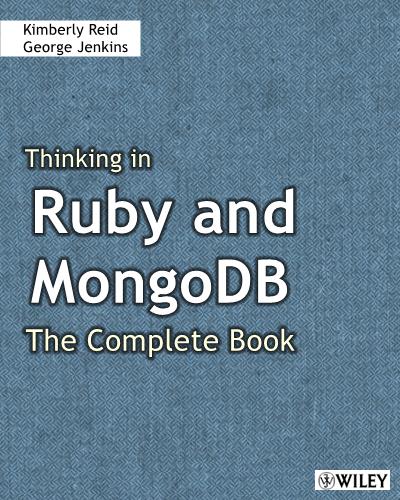 Kimberly Reid
George Jenkins
Thinking in
Ruby and
MongoDB
The Complete Book
WILEY